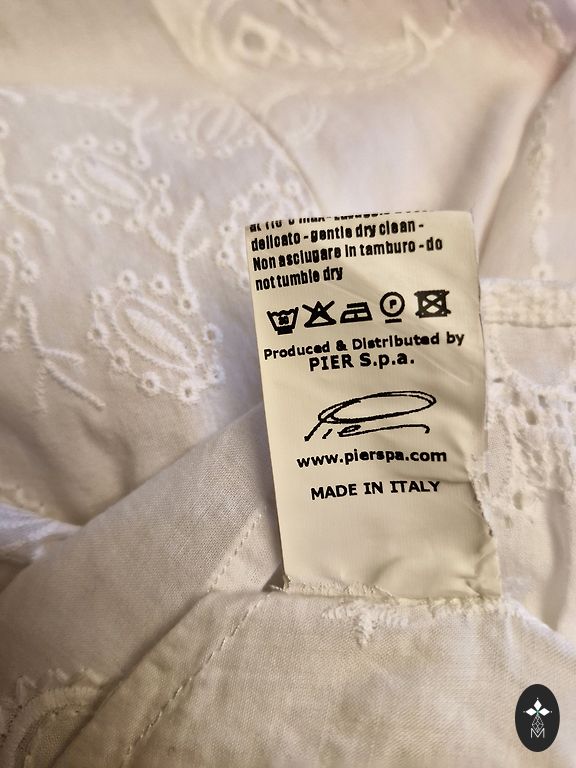 delicato - gentle dry clean -
Non asciugare in tamburo - do
not tumble dry
P
Produced & Distributed by
PIER S.p.a.
Pier
www.pierspa.com
MADE IN ITALY
M